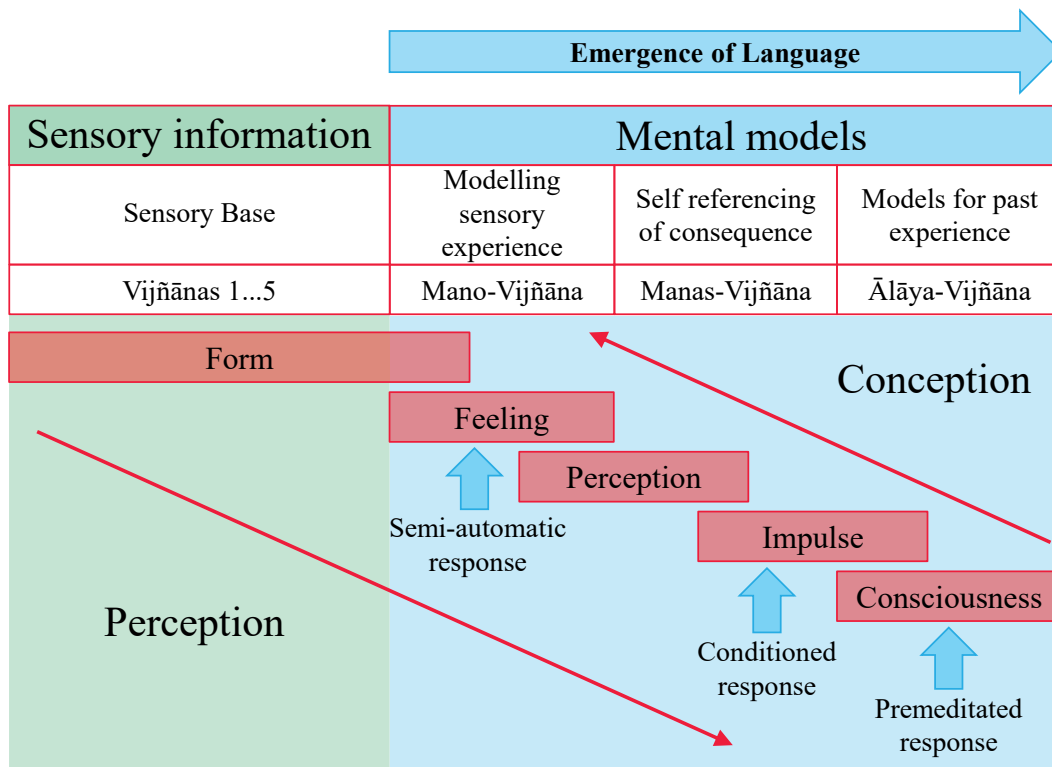 Emergence of Language
Sensory information
Mental models
Sensory Base
Modelling
sensory
experience
Self referencing
of consequence
Models for past
experience
Vijñānas 1...5
Mano-Vijñāna
Manas-Vijñāna
Ālāya-Vijñāna
Form
Conception
Feeling
Perception
Semi-automatic
response
Impulse
Consciousness
Perception
Conditioned
response
Premeditated
response